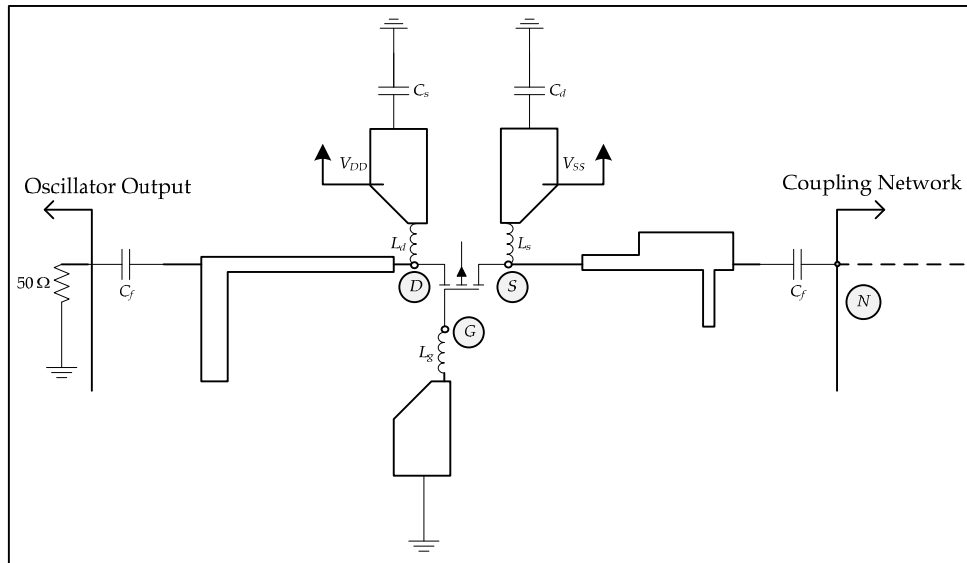 C_s
C_d
V_DD
V_SS
Oscillator Output
Coupling Network
L_d
L_s
50 Ω
C_f
D
S
C_f
N
G
L_g